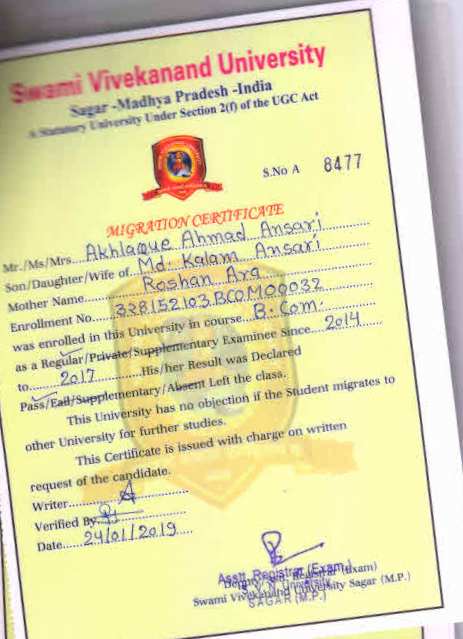 Swami Vivekanand University
Sagar -Madhya Pradesh -India
A Statutory University Under Section 2(f) of the UGC Act
S.No A 8477
MIGRATION CERTIFICATE
Mr./Ms/Mrs....Akhlaque Ahmad Ansari
Son/Daughter/Wife of..Md. Kalam Ansari
Mother Name......Roshan Ara
Enrollment No.....328152103BCOM00032
was enrolled in this University in course...B. Com.
as a Regular/Private/Supplementary Examinee Since....2014
to.......2017.......His/her Result was Declared
Pass/Fail/Supplementary/Absent Left the class.
This University has no objection if the Student migrates to
other University for further studies.
This Certificate is issued with charge on written
request of the candidate.
Writer
Verified By
Date.....24/01/2019
Asstt. Registrar (Exam)
Registrar (Exam)
Swami Vivekanand University Sagar (M.P.)
SAGAR (M.P.)